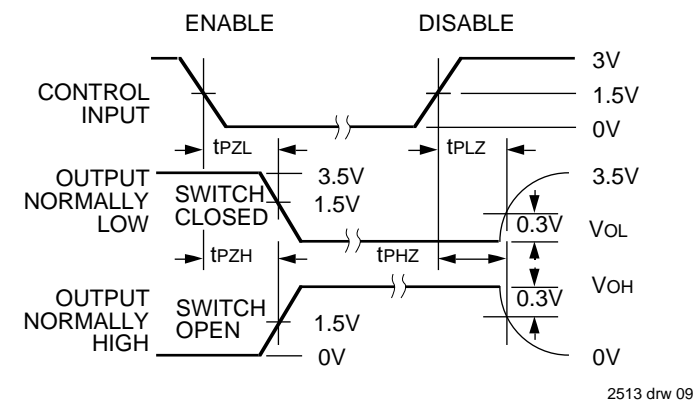 ENABLE DISABLE
3V
CONTROL
INPUT
1.5V
0V
tPZL
tPLZ
OUTPUT
NORMALLY
LOW
SWITCH
CLOSED
3.5V
1.5V
3.5V
0.3V
VOL
tPZH
tPHZ
OUTPUT
NORMALLY
HIGH
SWITCH
OPEN
1.5V
0V
0.3V
VOH
0V
2513 drw 09